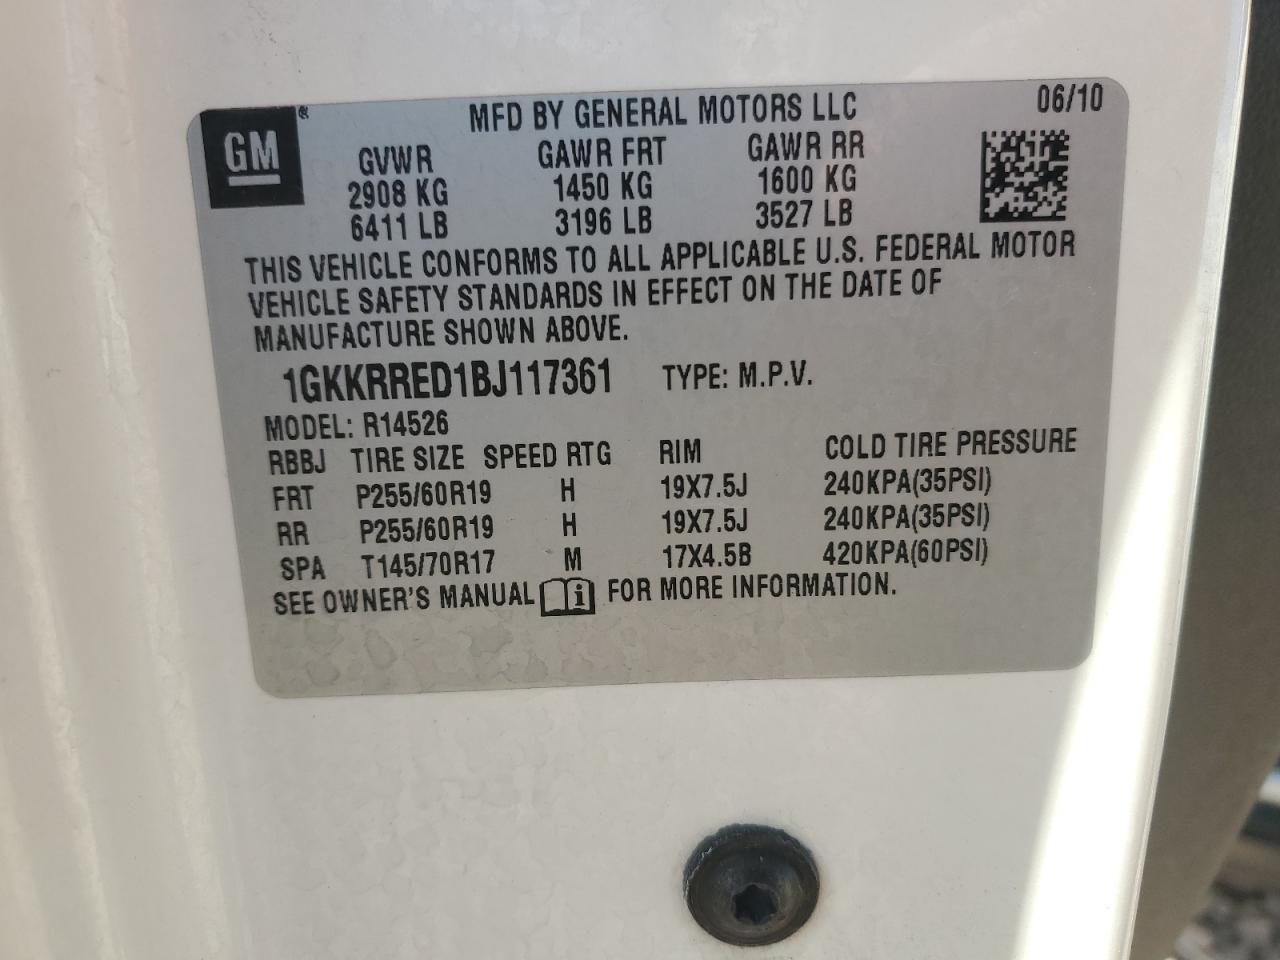 GM ®
MFD BY GENERAL MOTORS LLC 06/10
GVWR GAWR FRT GAWR RR
2908 KG 1450 KG 1600 KG
6411 LB 3196 LB 3527 LB
THIS VEHICLE CONFORMS TO ALL APPLICABLE U.S. FEDERAL MOTOR
VEHICLE SAFETY STANDARDS IN EFFECT ON THE DATE OF
MANUFACTURE SHOWN ABOVE.
1GKKRRED1BJ117361 TYPE: M.P.V.
MODEL: R14526
RBBJ TIRE SIZE SPEED RTG RIM COLD TIRE PRESSURE
FRT P255/60R19 H 19X7.5J 240KPA(35PSI)
RR P255/60R19 H 19X7.5J 240KPA(35PSI)
SPA T145/70R17 M 17X4.5B 420KPA(60PSI)
SEE OWNER'S MANUAL i FOR MORE INFORMATION.